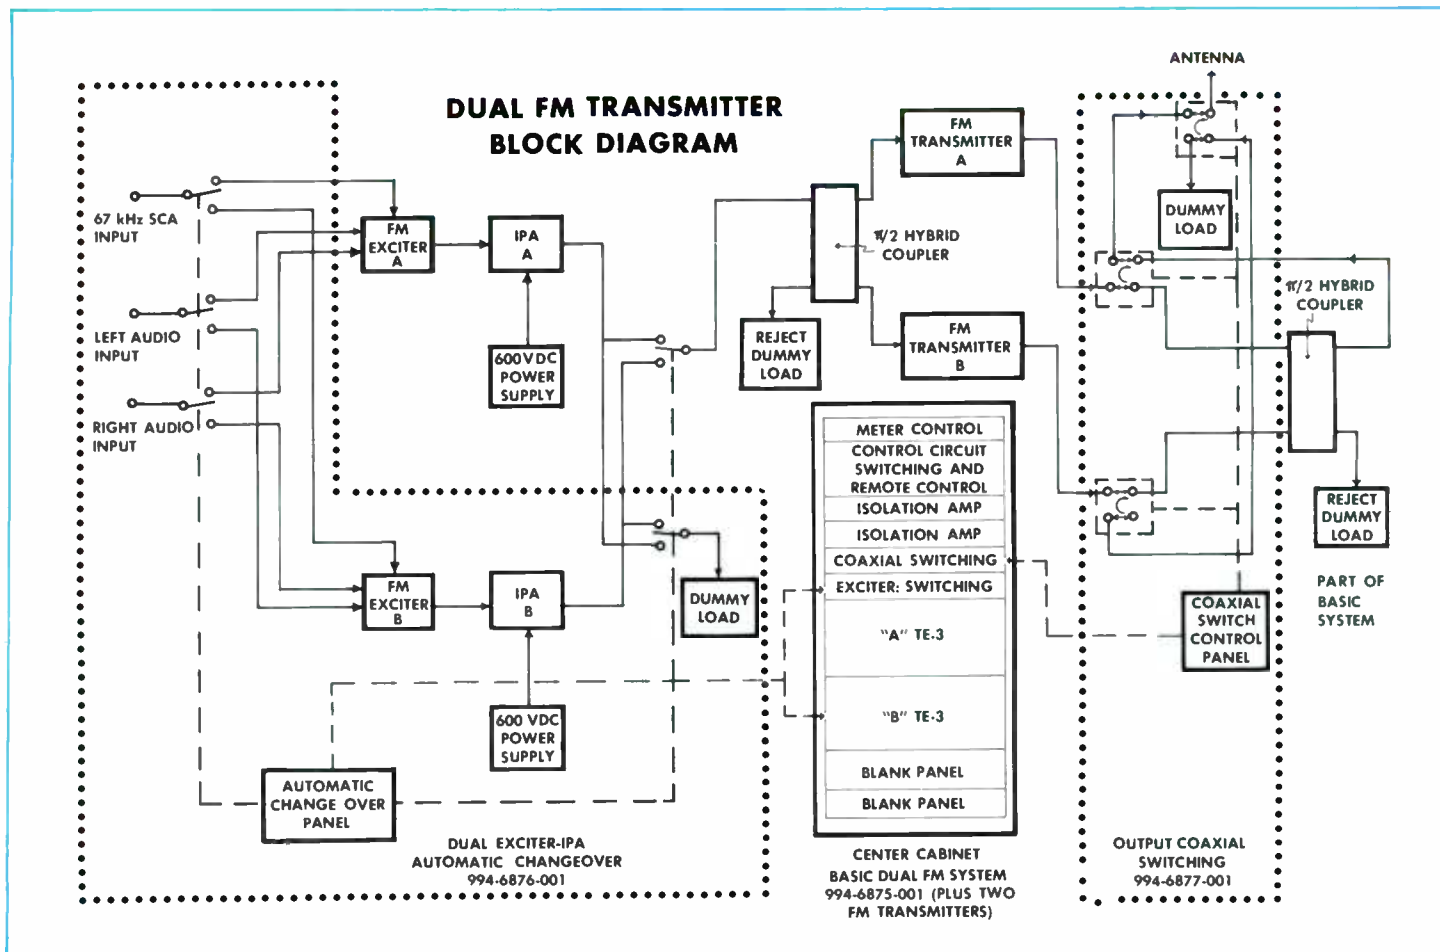 DUAL FM TRANSMITTER
BLOCK DIAGRAM
67 kHz SCA
INPUT
LEFT AUDIO
INPUT
RIGHT AUDIO
INPUT
FM
EXCITER
A
IPA
A
600 VDC
POWER
SUPPLY
FM
EXCITER
B
IPA
B
600 VDC
POWER
SUPPLY
AUTOMATIC
CHANGE OVER
PANEL
DUAL EXCITER-IPA
AUTOMATIC CHANGEOVER
994-6876-001
DUMMY
LOAD
REJECT
DUMMY
LOAD
π/2 HYBRID
COUPLER
FM
TRANSMITTER
A
FM
TRANSMITTER
B
METER CONTROL
CONTROL CIRCUIT
SWITCHING AND
REMOTE CONTROL
ISOLATION AMP
ISOLATION AMP
COAXIAL SWITCHING
EXCITER: SWITCHING
"A" TE-3
"B" TE-3
BLANK PANEL
BLANK PANEL
CENTER CABINET
BASIC DUAL FM SYSTEM
994-6875-001 (PLUS TWO
FM TRANSMITTERS)
ANTENNA
DUMMY
LOAD
π/2 HYBRID
COUPLER
REJECT
DUMMY
LOAD
PART OF
BASIC
SYSTEM
COAXIAL
SWITCH
CONTROL
PANEL
OUTPUT COAXIAL
SWITCHING
994-6877-001